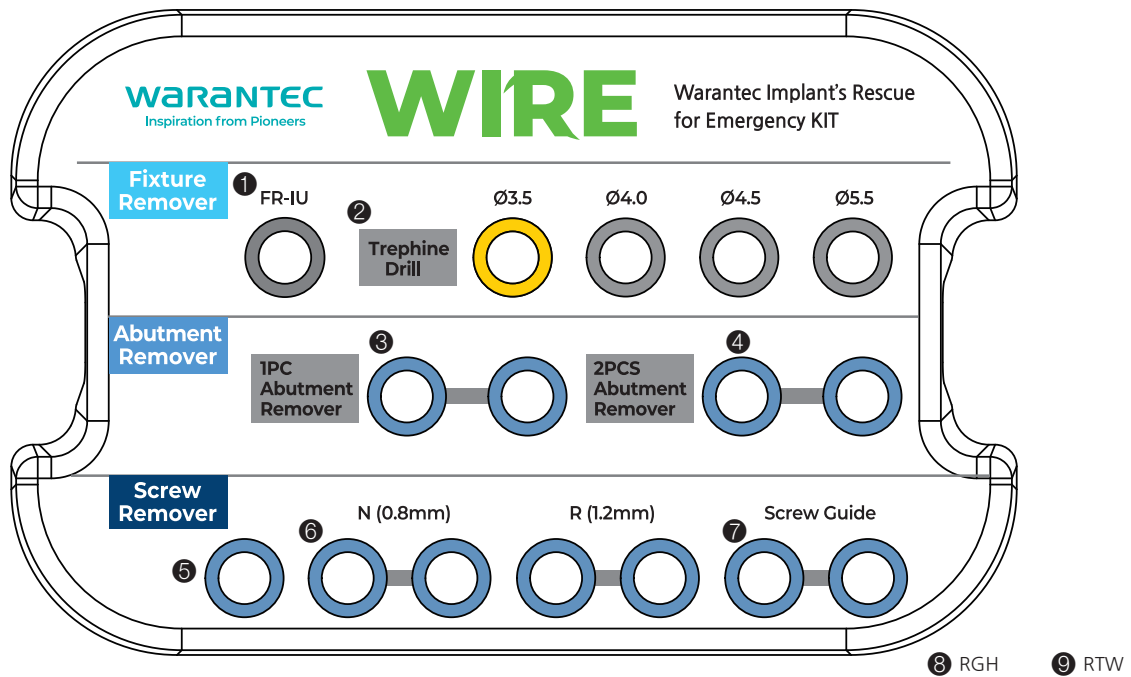 WARANTEC
Inspiration from Pioneers
WIRE
Warantec Implant's Rescue
for Emergency KIT
Fixture
Remover
❶ FR-IU
❷
Trephine
Drill
Ø3.5
Ø4.0
Ø4.5
Ø5.5
Abutment
Remover
❸
1PC
Abutment
Remover
❹
2PCS
Abutment
Remover
Screw
Remover
❺
❻
N (0.8mm)
R (1.2mm)
❼
Screw Guide
❽ RGH
❾ RTW